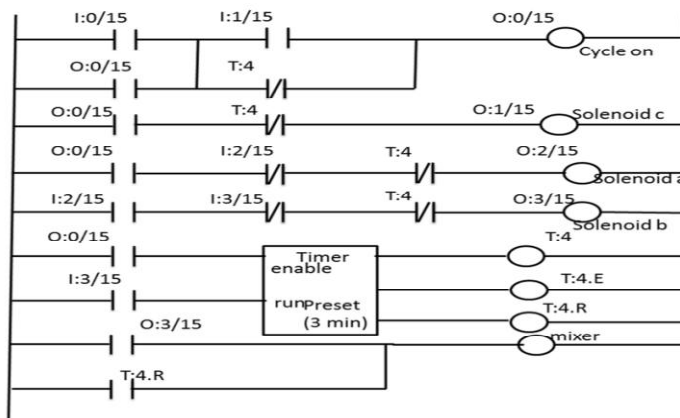 I:0/15 I:1/15 O:0/15
Cycle on
O:0/15 T:4
O:0/15 T:4 O:1/15 Solenoid c
O:0/15 I:2/15 T:4 O:2/15
Solenoid a
I:2/15 I:3/15 T:4 O:3/15
Solenoid b
O:0/15 T:4
Timer
enable
I:3/15 T:4.E
run Preset T:4.R
(3 min)
O:3/15 mixer
T:4.R